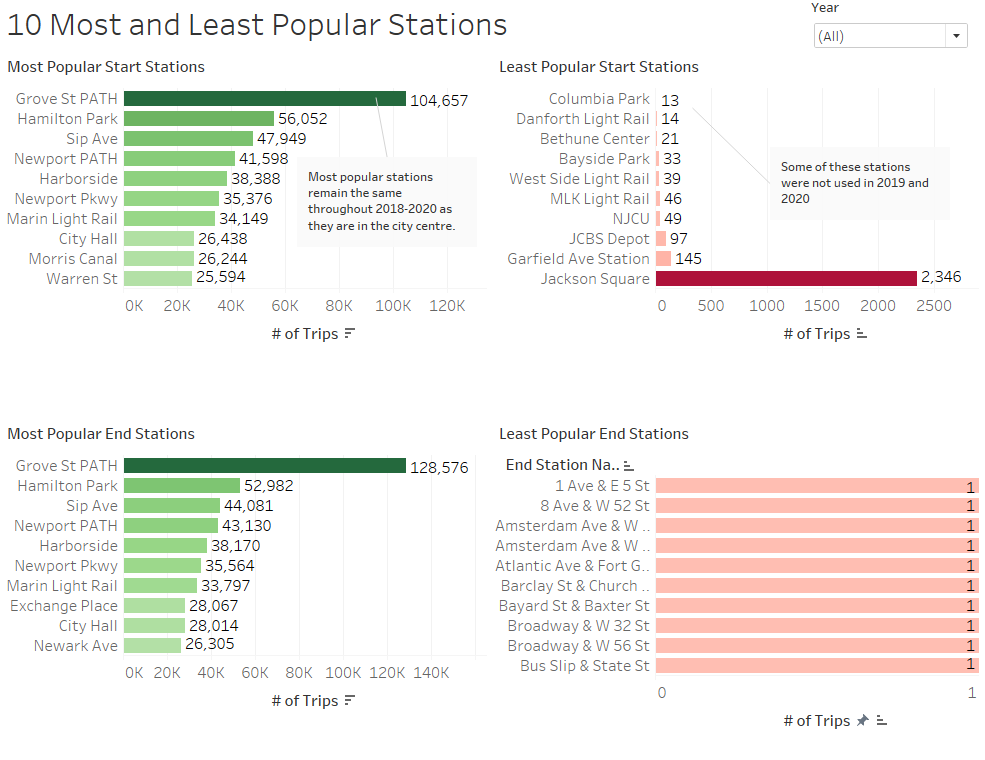 10 Most and Least Popular Stations
Year
(All)
Most Popular Start Stations
Grove St PATH 104,657
Hamilton Park 56,052
Sip Ave 47,949
Newport PATH 41,598
Harborside 38,388
Newport Pkwy 35,376
Marin Light Rail 34,149
City Hall 26,438
Morris Canal 26,244
Warren St 25,594
Most popular stations
remain the same
throughout 2018-2020 as
they are in the city centre.
0K 20K 40K 60K 80K 100K 120K
# of Trips
Least Popular Start Stations
Columbia Park 13
Danforth Light Rail 14
Bethune Center 21
Bayside Park 33
West Side Light Rail 39
MLK Light Rail 46
NJCU 49
JCBS Depot 97
Garfield Ave Station 145
Jackson Square 2,346
Some of these stations
were not used in 2019 and
2020
0 500 1000 1500 2000 2500
# of Trips
Most Popular End Stations
Grove St PATH 128,576
Hamilton Park 52,982
Sip Ave 44,081
Newport PATH 43,130
Harborside 38,170
Newport Pkwy 35,564
Marin Light Rail 33,797
Exchange Place 28,067
City Hall 28,014
Newark Ave 26,305
0K 20K 40K 60K 80K 100K 120K 140K
# of Trips
Least Popular End Stations
End Station Na..
1 Ave & E 5 St 1
8 Ave & W 52 St 1
Amsterdam Ave & W .. 1
Amsterdam Ave & W .. 1
Atlantic Ave & Fort G.. 1
Barclay St & Church .. 1
Bayard St & Baxter St 1
Broadway & W 32 St 1
Broadway & W 56 St 1
Bus Slip & State St 1
0 1
# of Trips